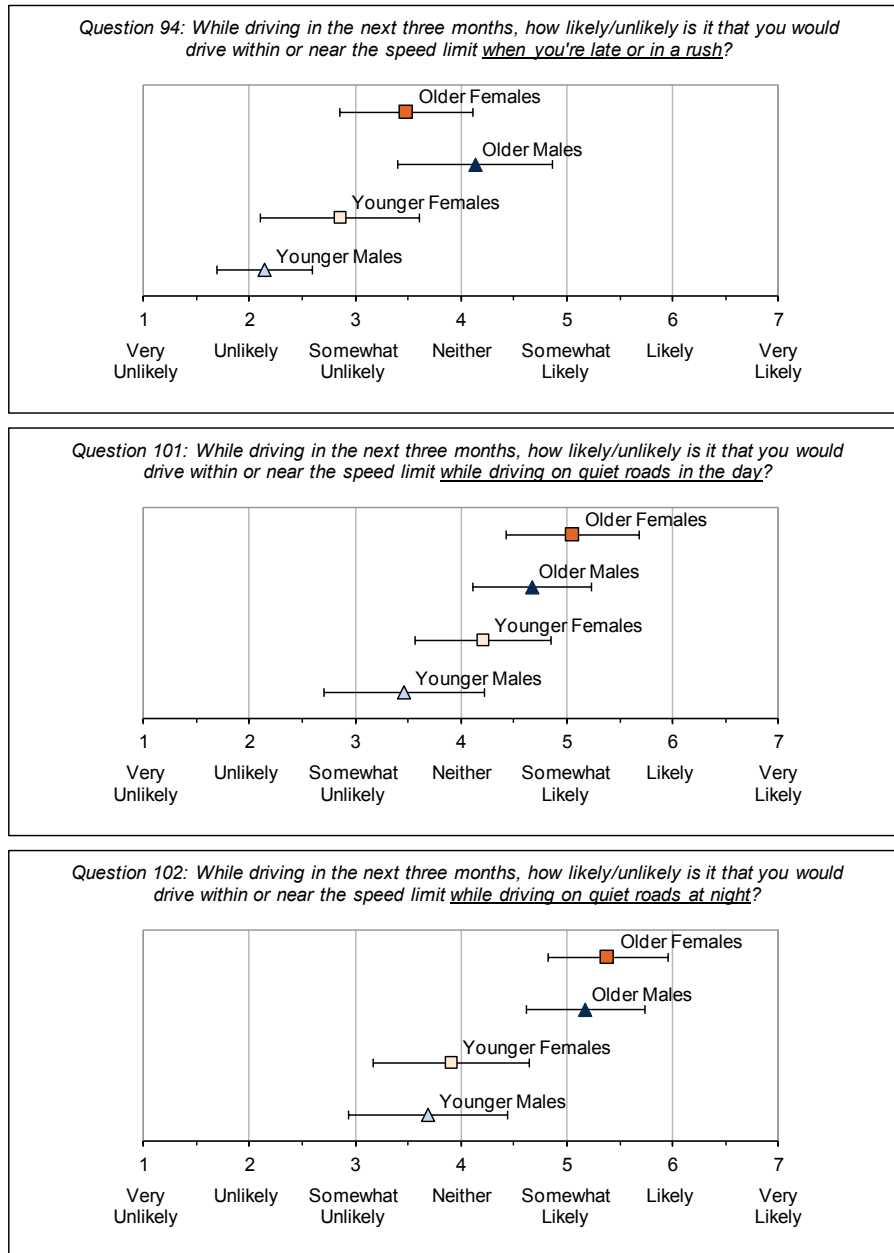 Question 94: While driving in the next three months, how likely/unlikely is it that you would
drive within or near the speed limit when you're late or in a rush?
Older Females
Older Males
Younger Females
Younger Males
1 2 3 4 5 6 7
Very Unlikely Somewhat Neither Somewhat Likely Very
Unlikely Unlikely Likely Likely
Question 101: While driving in the next three months, how likely/unlikely is it that you would
drive within or near the speed limit while driving on quiet roads in the day?
Older Females
Older Males
Younger Females
Younger Males
1 2 3 4 5 6 7
Very Unlikely Somewhat Neither Somewhat Likely Very
Unlikely Unlikely Likely Likely
Question 102: While driving in the next three months, how likely/unlikely is it that you would
drive within or near the speed limit while driving on quiet roads at night?
Older Females
Older Males
Younger Females
Younger Males
1 2 3 4 5 6 7
Very Unlikely Somewhat Neither Somewhat Likely Very
Unlikely Unlikely Likely Likely